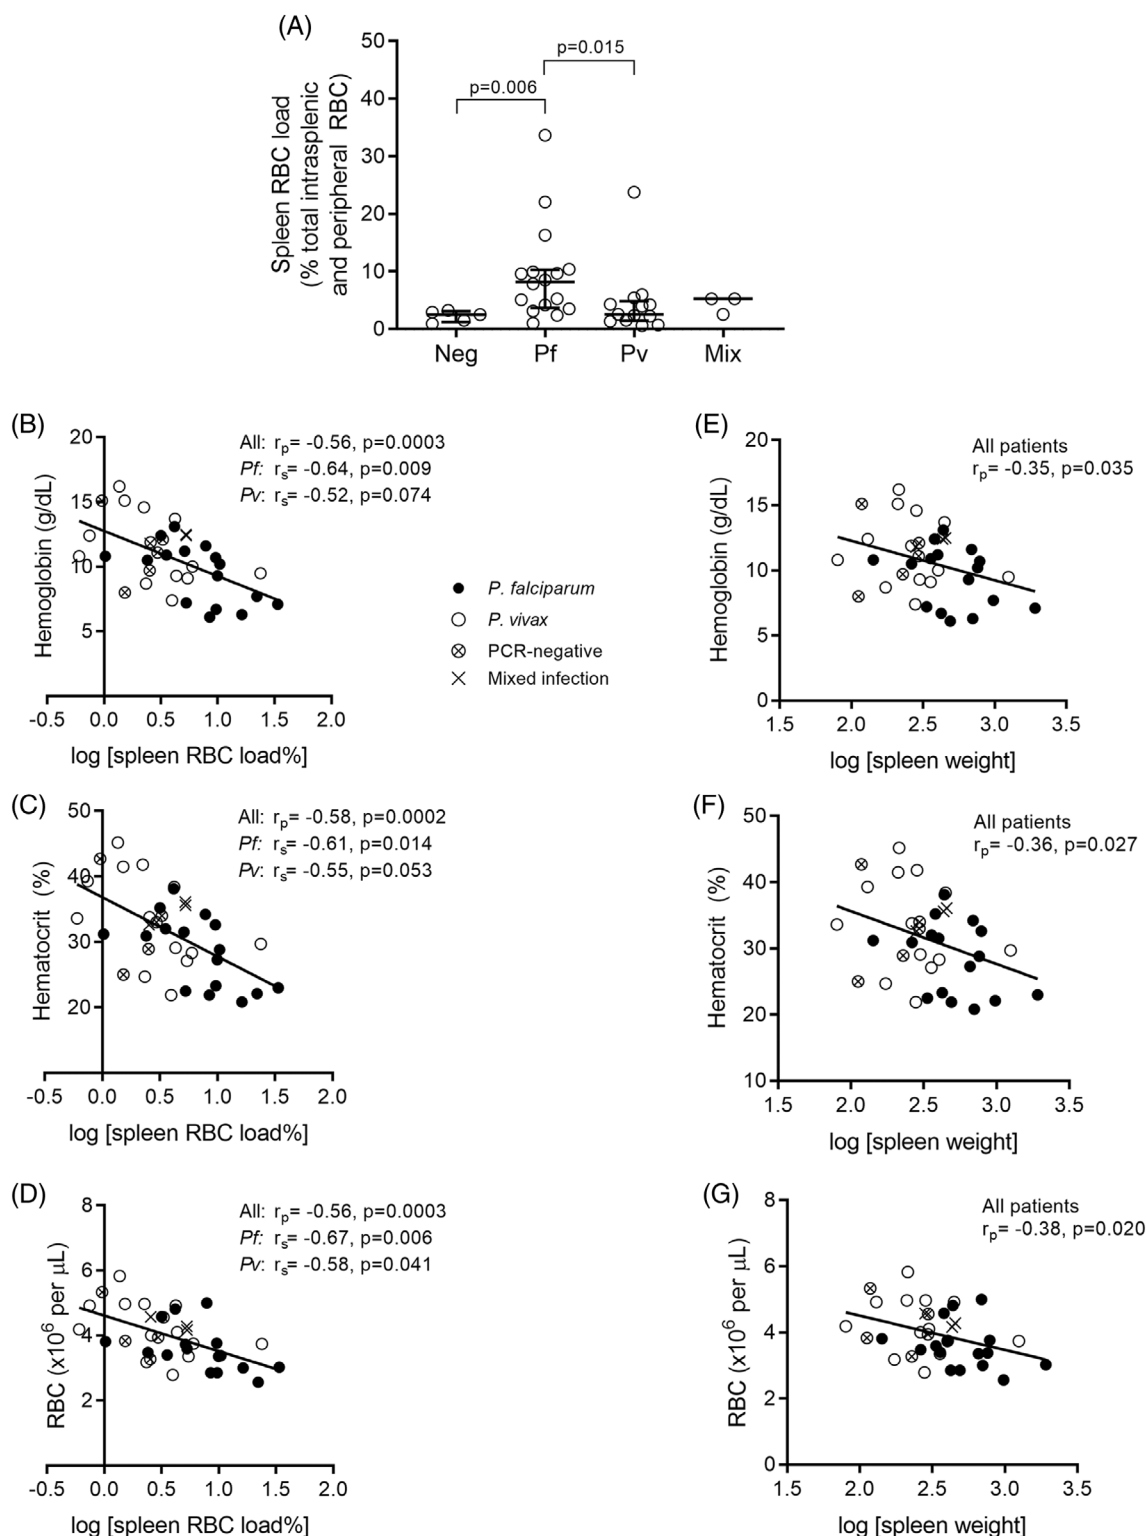 (A)
Spleen RBC load
(% total intrasplenic
and peripheral RBC)
50
40
30
20
10
0
p=0.015
p=0.006
Neg Pf Pv Mix
(B)
Hemoglobin (g/dL)
20
15
10
5
All: rp= -0.56, p=0.0003
Pf: rs= -0.64, p=0.009
Pv: rs= -0.52, p=0.074
-0.5 0.0 0.5 1.0 1.5 2.0
log [spleen RBC load%]
P. falciparum
P. vivax
PCR-negative
Mixed infection
(E)
Hemoglobin (g/dL)
20
15
10
5
0
All patients
rp= -0.35, p=0.035
1.5 2.0 2.5 3.0 3.5
log [spleen weight]
(C)
Hematocrit (%)
50
40
30
20
All: rp= -0.58, p=0.0002
Pf: rs= -0.61, p=0.014
Pv: rs= -0.55, p=0.053
-0.5 0.0 0.5 1.0 1.5 2.0
log [spleen RBC load%]
(F)
Hematocrit (%)
50
40
30
20
10
All patients
rp= -0.36, p=0.027
1.5 2.0 2.5 3.0 3.5
log [spleen weight]
(D)
RBC (x10⁶ per µL)
8
6
4
2
All: rp= -0.56, p=0.0003
Pf: rs= -0.67, p=0.006
Pv: rs= -0.58, p=0.041
-0.5 0.0 0.5 1.0 1.5 2.0
log [spleen RBC load%]
(G)
RBC (x10⁶ per µL)
8
6
4
2
0
All patients
rp= -0.38, p=0.020
1.5 2.0 2.5 3.0 3.5
log [spleen weight]